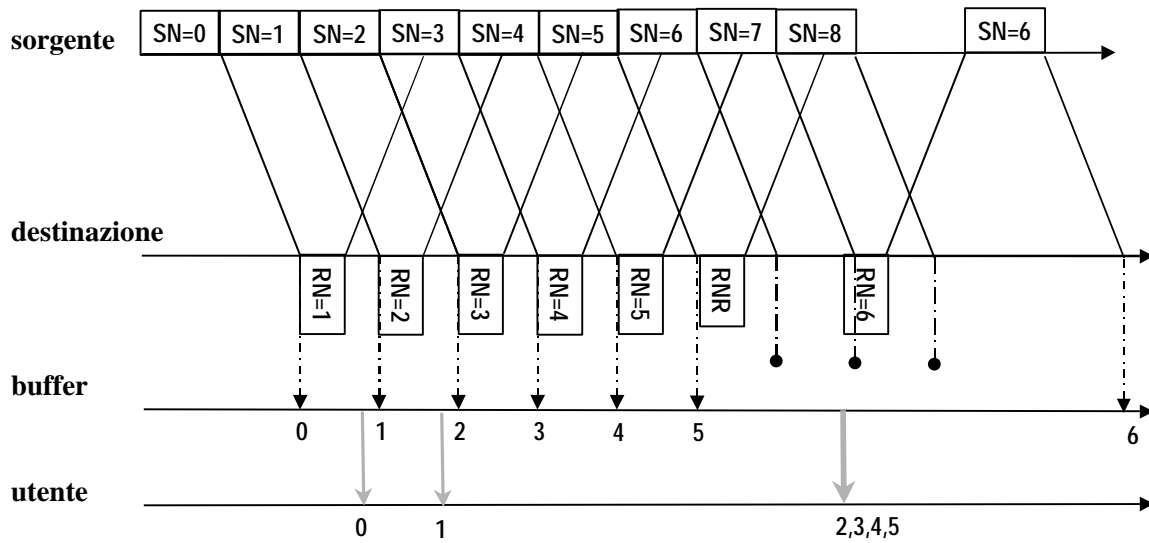 sorgente SN=0 SN=1 SN=2 SN=3 SN=4 SN=5 SN=6 SN=7 SN=8 SN=6
destinazione
RN=1 RN=2 RN=3 RN=4 RN=5 RNR RN=6
buffer
0 1 2 3 4 5 6
utente
0 1 2,3,4,5